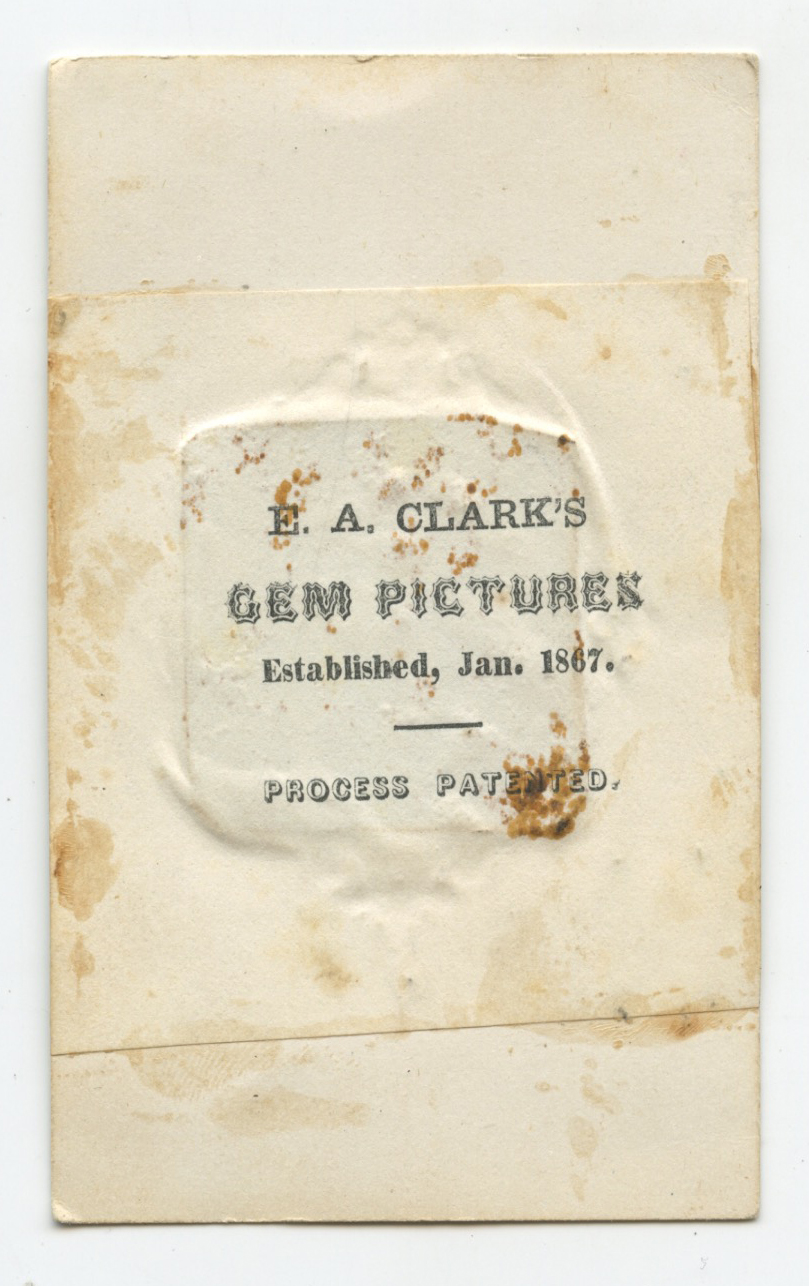 E. A. CLARK'S
GEM PICTURES
Established, Jan. 1867.
PROCESS PATENTED.